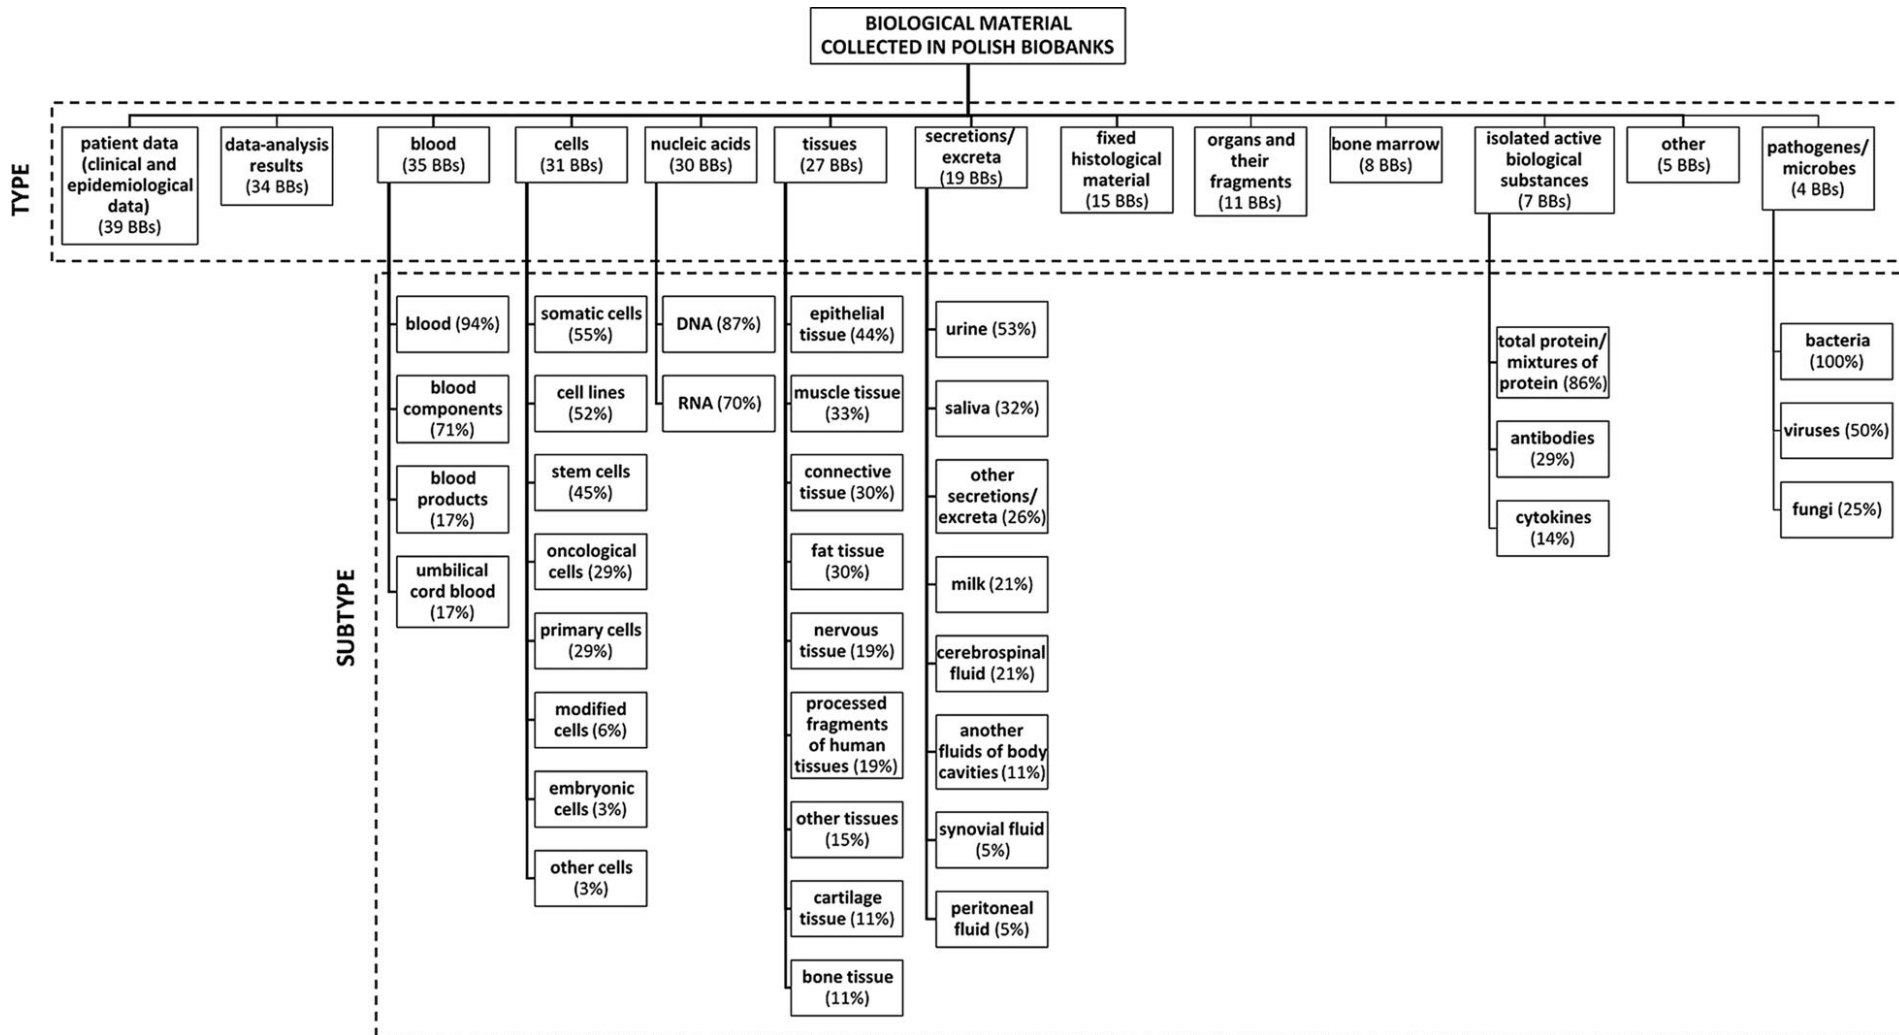 BIOLOGICAL MATERIAL
COLLECTED IN POLISH BIOBANKS
TYPE
patient data
(clinical and
epidemiological
data)
(39 BBs)
data-analysis
results
(34 BBs)
blood
(35 BBs)
cells
(31 BBs)
nucleic acids
(30 BBs)
tissues
(27 BBs)
secretions/
excreta
(19 BBs)
fixed
histological
material
(15 BBs)
organs and
their
fragments
(11 BBs)
bone marrow
(8 BBs)
isolated active
biological
substances
(7 BBs)
other
(5 BBs)
pathogenes/
microbes
(4 BBs)
SUBTYPE
blood (94%)
blood
components
(71%)
blood
products
(17%)
umbilical
cord blood
(17%)
somatic cells
(55%)
cell lines
(52%)
stem cells
(45%)
oncological
cells (29%)
primary cells
(29%)
modified
cells (6%)
embryonic
cells (3%)
other cells
(3%)
DNA (87%)
RNA (70%)
epithelial
tissue (44%)
muscle tissue
(33%)
connective
tissue (30%)
fat tissue
(30%)
nervous
tissue (19%)
processed
fragments
of human
tissues (19%)
other tissues
(15%)
cartilage
tissue (11%)
bone tissue
(11%)
urine (53%)
saliva (32%)
other
secretions/
excreta (26%)
milk (21%)
cerebrospinal
fluid (21%)
another
fluids of body
cavities (11%)
synovial fluid
(5%)
peritoneal
fluid (5%)
total protein/
mixtures of
protein (86%)
antibodies
(29%)
cytokines
(14%)
bacteria
(100%)
viruses (50%)
fungi (25%)